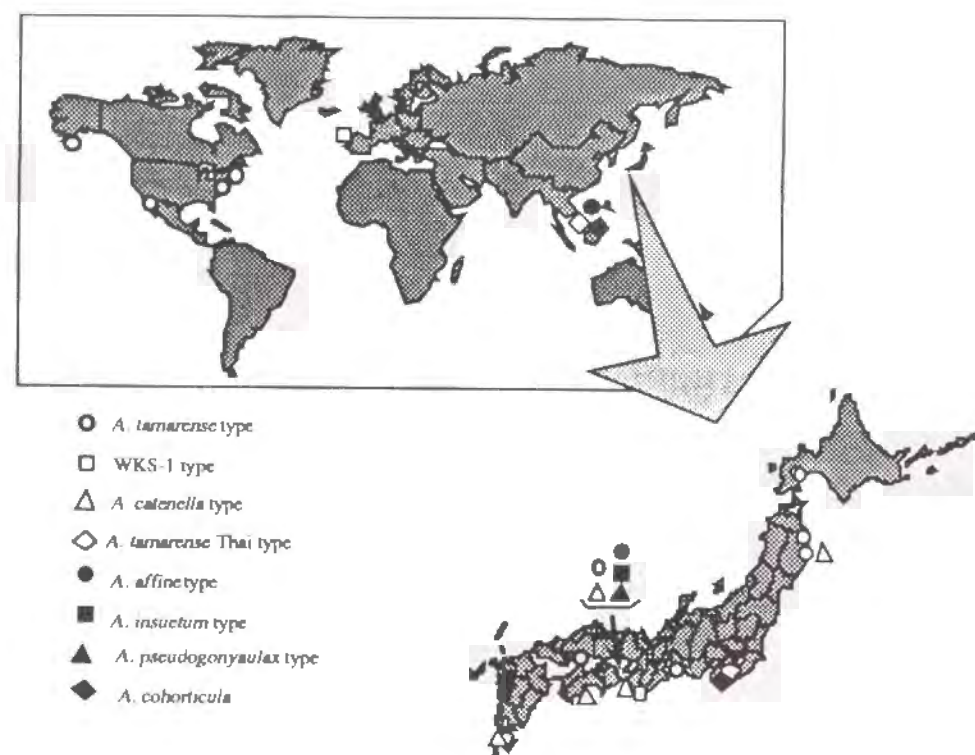 A. tamarense type
WKS-1 type
A. catenella type
A. tamarense Thai type
A. affine type
A. insuetum type
A. pseudogonyaulax type
A. cohorticula